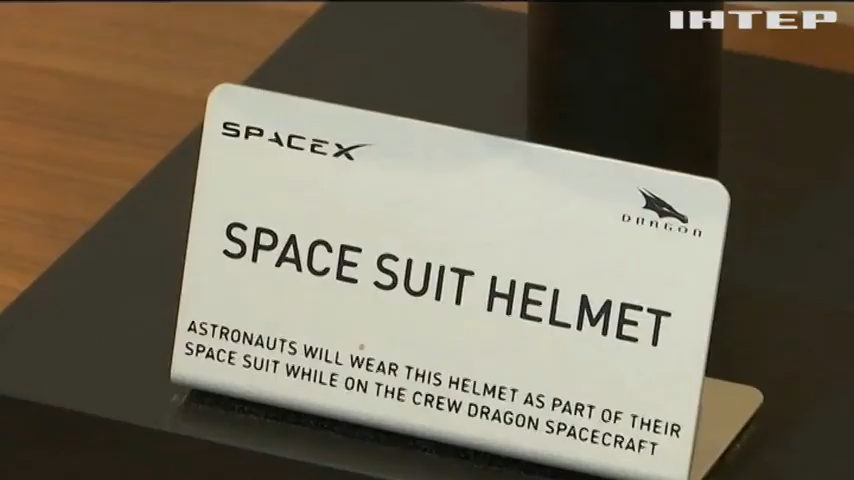 ІНТЕР
SPACEX
DRAGON
SPACE SUIT HELMET
ASTRONAUTS WILL WEAR THIS HELMET AS PART OF THEIR
SPACE SUIT WHILE ON THE CREW DRAGON SPACECRAFT